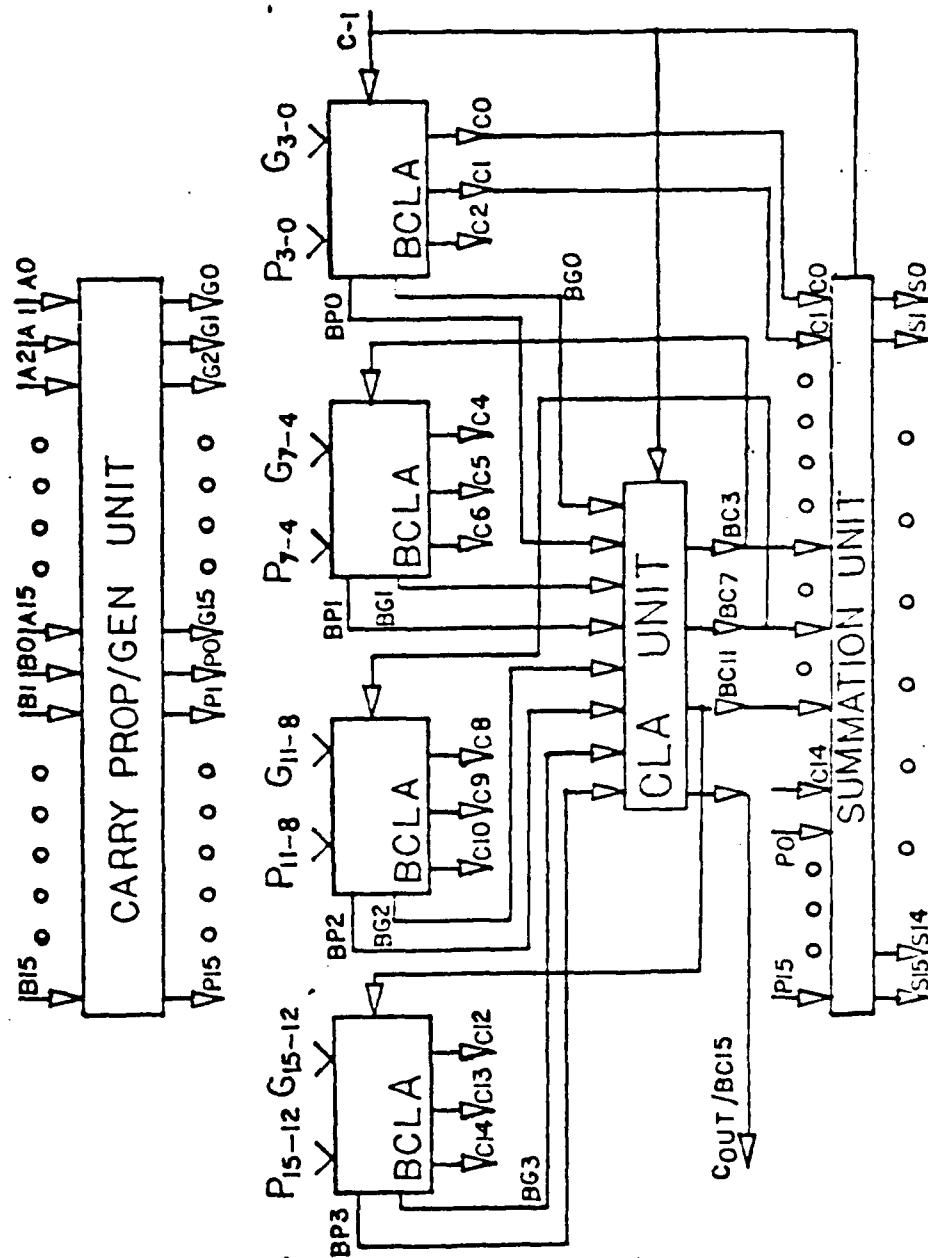 B15 B1 B0 A15 A2 A1 A0
CARRY PROP/GEN UNIT
P15 P1 P0 G15 G2 G1 G0
P15-12 G15-12 P11-8 G11-8 P7-4 G7-4 P3-0 G3-0 C-1
BP3 BP2 BP1 BP0
BCLA BCLA BCLA BCLA
BG3 BG2 BG1 BG0
C14 C13 C12 C10 C9 C8 C6 C5 C4 C2 C1 C0
CLA UNIT
COUT/BC15 BC11 BC7 BC3
P15 P0 C14 C1 C0
SUMMATION UNIT
S15 S14 S1 S0